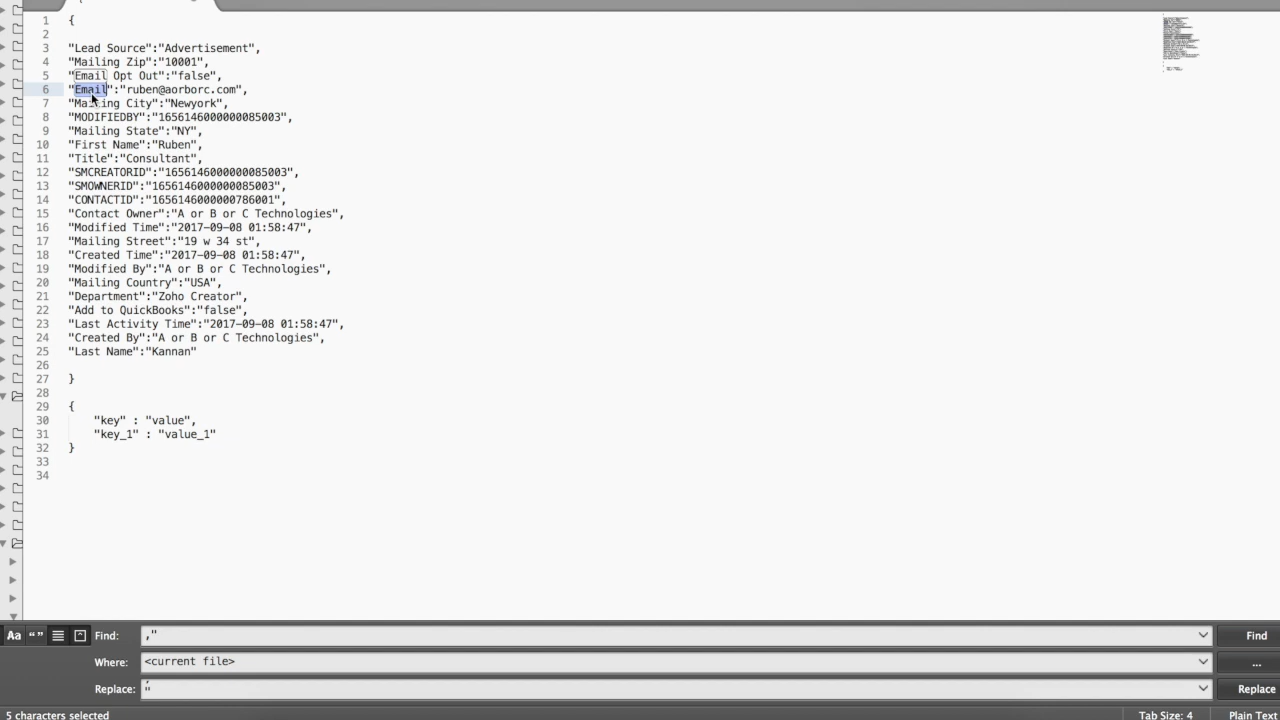 1 {
2
3 "Lead Source":"Advertisement",
4 "Mailing Zip":"10001",
5 "Email Opt Out":"false",
6 "Email":"ruben@aorborc.com",
7 "Mailing City":"Newyork",
8 "MODIFIEDBY":"1656146000000085003",
9 "Mailing State":"NY",
10 "First Name":"Ruben",
11 "Title":"Consultant",
12 "SMCREATORID":"1656146000000085003",
13 "SMOWNERID":"1656146000000085003",
14 "CONTACTID":"1656146000000786001",
15 "Contact Owner":"A or B or C Technologies",
16 "Modified Time":"2017-09-08 01:58:47",
17 "Mailing Street":"19 w 34 st",
18 "Created Time":"2017-09-08 01:58:47",
19 "Modified By":"A or B or C Technologies",
20 "Mailing Country":"USA",
21 "Department":"Zoho Creator",
22 "Add to QuickBooks":"false",
23 "Last Activity Time":"2017-09-08 01:58:47",
24 "Created By":"A or B or C Technologies",
25 "Last Name":"Kannan"
26
27 }
28
29 {
30 "key" : "value",
31 "key_1" : "value_1"
32 }
33
34
Aa “” Find: ," Find
Where: <current file> ...
Replace: " Replace
5 characters selected Tab Size: 4 Plain Text